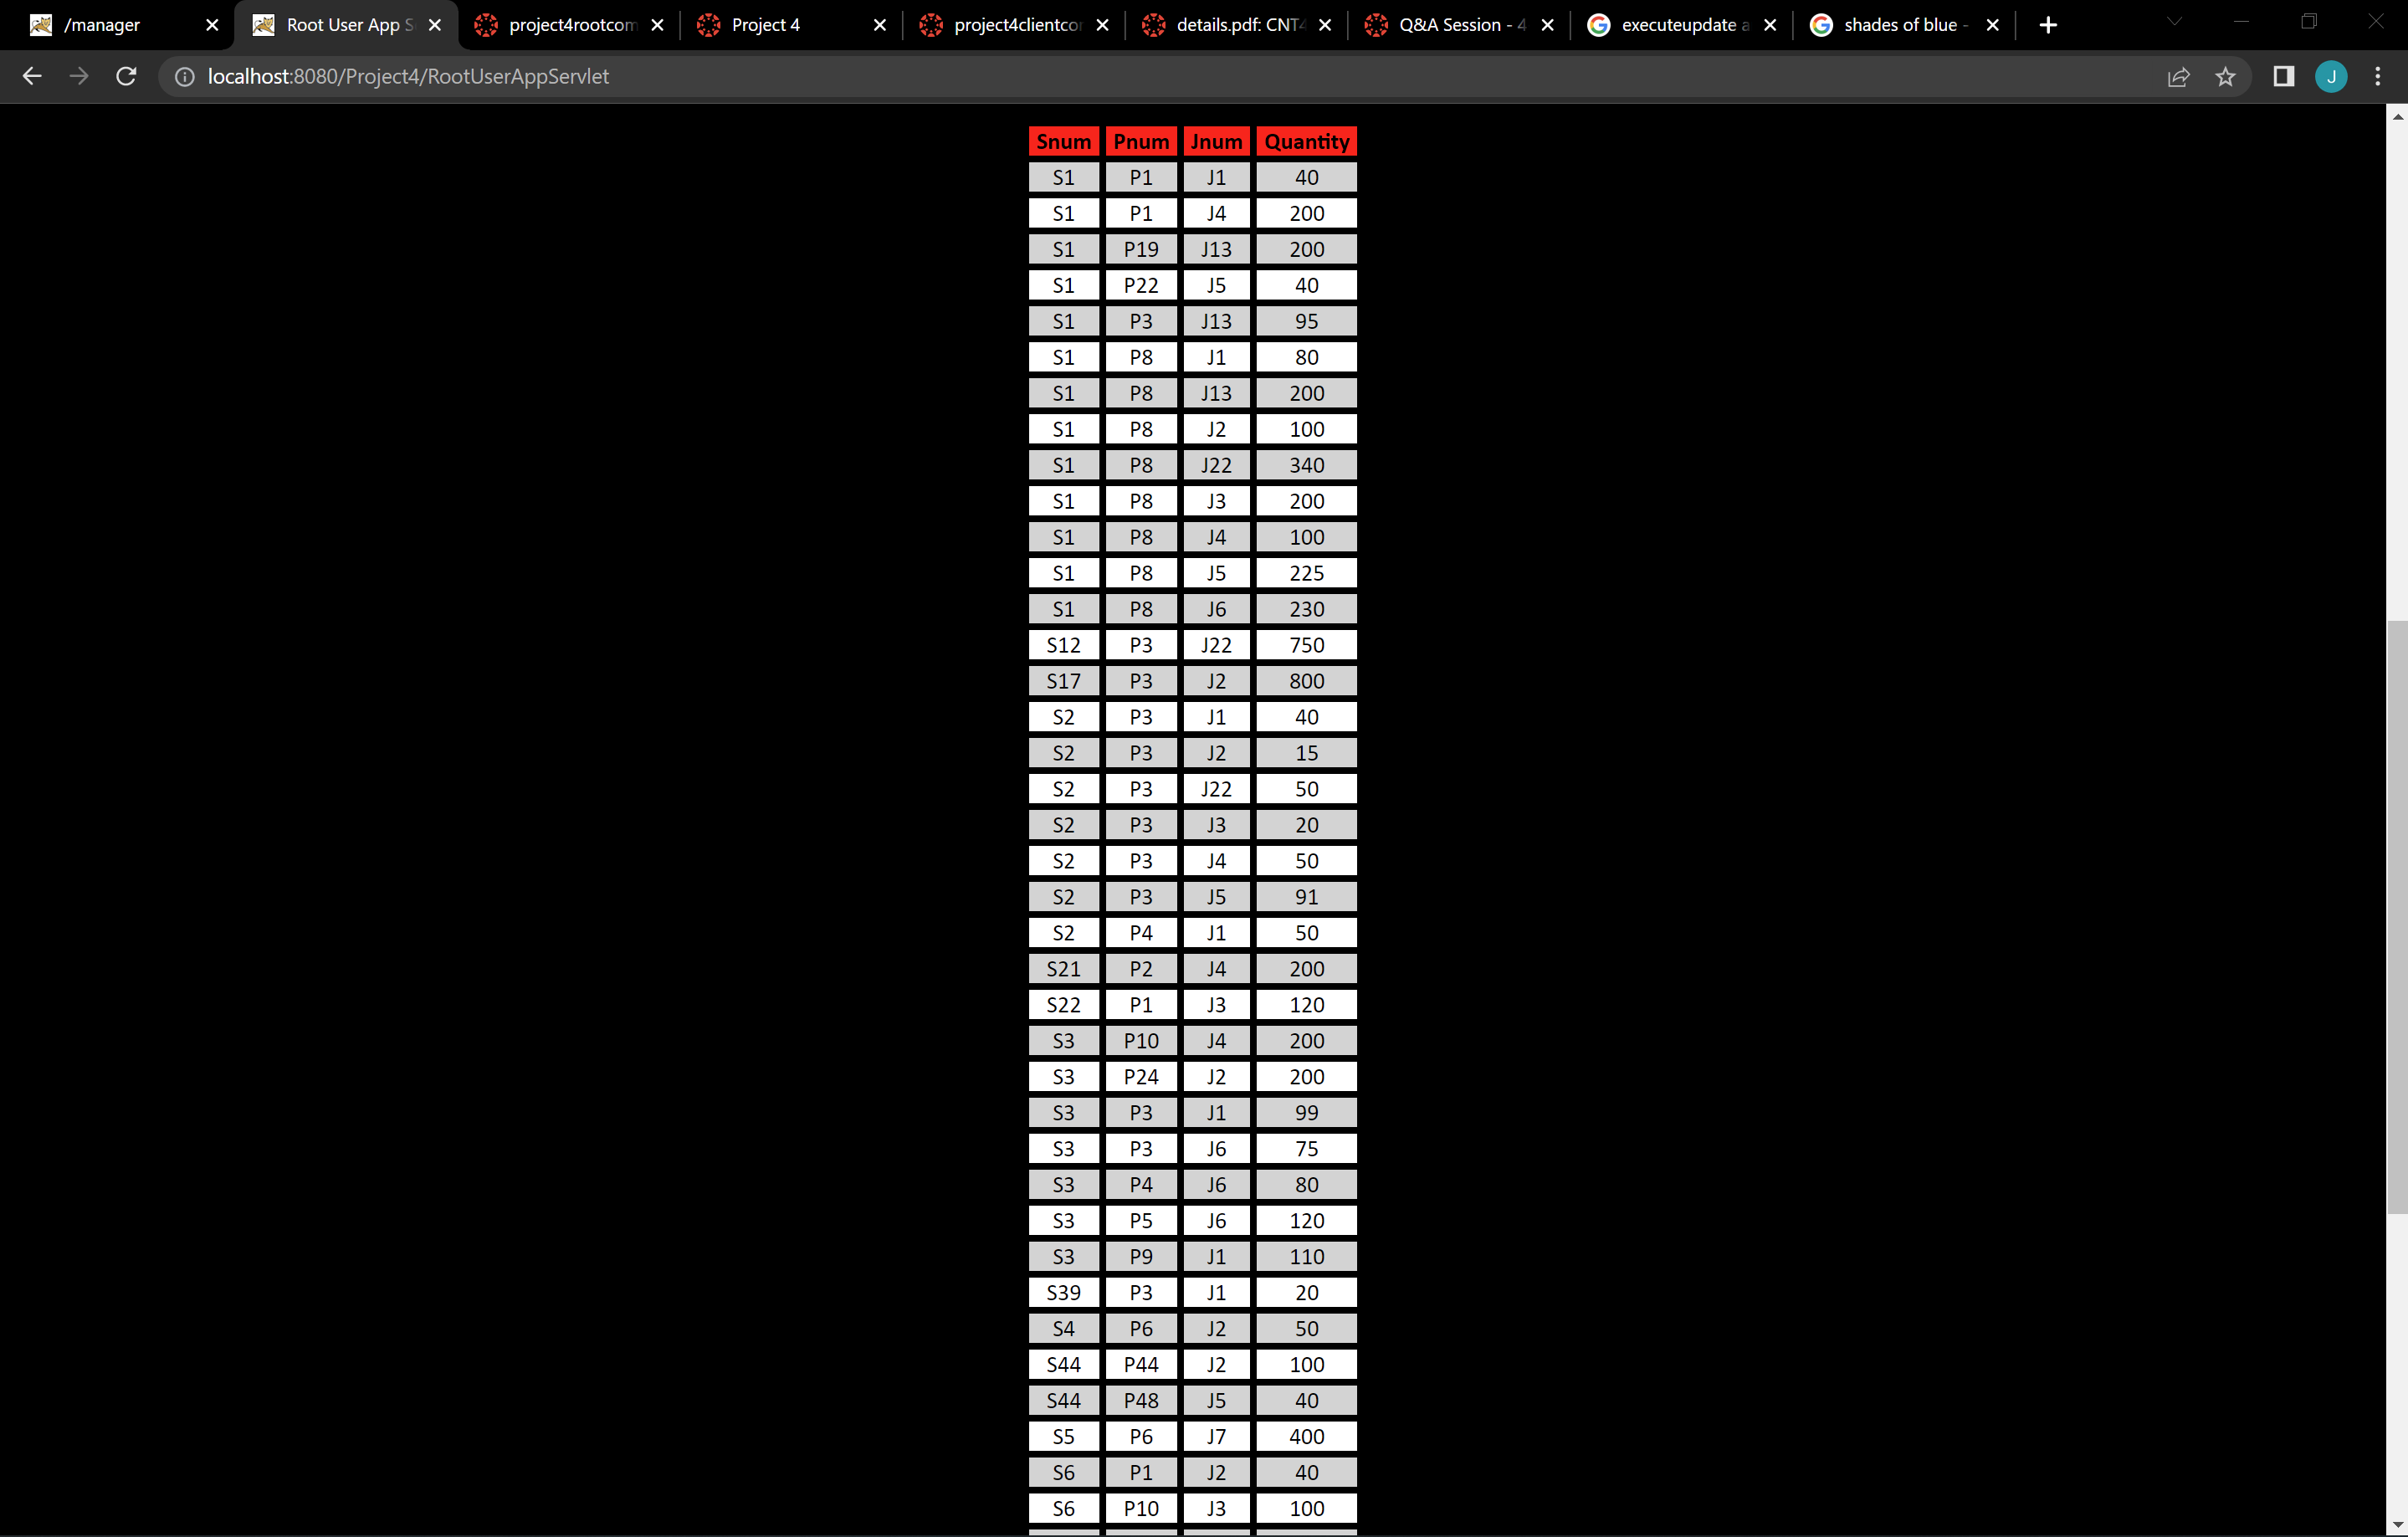 /manager Root User App S project4rootcom Project 4 project4clientcor details.pdf: CNT4 Q&A Session - 4 executeupdate a shades of blue -
localhost:8080/Project4/RootUserAppServlet J
Snum Pnum Jnum Quantity
S1 P1 J1 40
S1 P1 J4 200
S1 P19 J13 200
S1 P22 J5 40
S1 P3 J13 95
S1 P8 J1 80
S1 P8 J13 200
S1 P8 J2 100
S1 P8 J22 340
S1 P8 J3 200
S1 P8 J4 100
S1 P8 J5 225
S1 P8 J6 230
S12 P3 J22 750
S17 P3 J2 800
S2 P3 J1 40
S2 P3 J2 15
S2 P3 J22 50
S2 P3 J3 20
S2 P3 J4 50
S2 P3 J5 91
S2 P4 J1 50
S21 P2 J4 200
S22 P1 J3 120
S3 P10 J4 200
S3 P24 J2 200
S3 P3 J1 99
S3 P3 J6 75
S3 P4 J6 80
S3 P5 J6 120
S3 P9 J1 110
S39 P3 J1 20
S4 P6 J2 50
S44 P44 J2 100
S44 P48 J5 40
S5 P6 J7 400
S6 P1 J2 40
S6 P10 J3 100